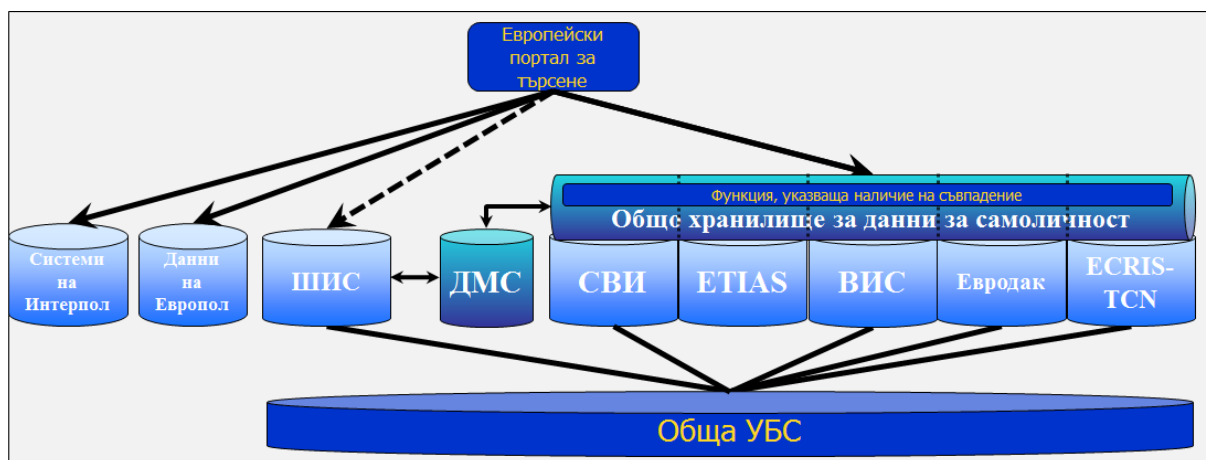 Европейски
портал за
търсене
Функция, указваща наличие на съвпадение
Общо хранилище за данни за самоличност
Системи
на
Интерпол
Данни
на
Европол
ШИС
ДМС
СВИ
ETIAS
ВИС
Евродак
ECRIS-
TCN
Обща УБС